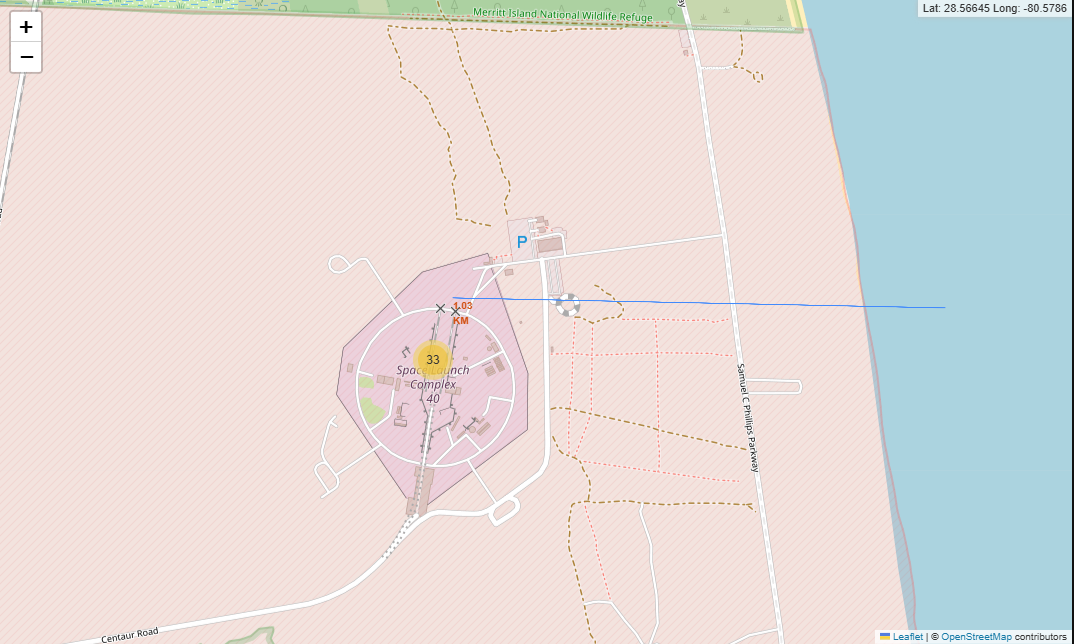 +
Merritt Island National Wildlife Refuge
Lat: 28.56645 Long: -80.5786
−
P
1.03
KM
33
Space Launch
Complex
40
Samuel C Phillips Parkway
Centaur Road
Leaflet | © OpenStreetMap contributors